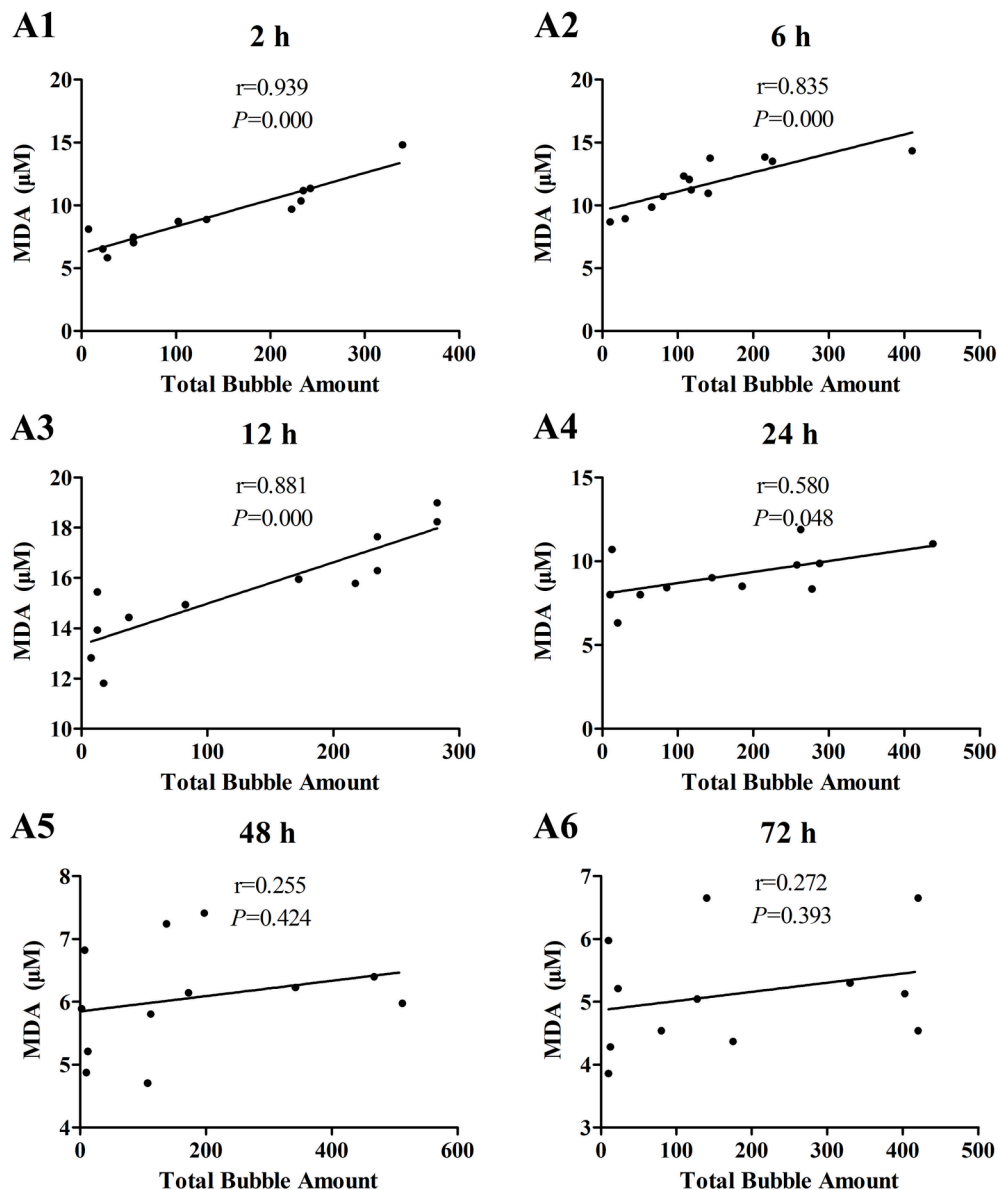 A1
2 h
r=0.939
P=0.000
20
15
10
5
0
MDA (µM)
0 100 200 300 400
Total Bubble Amount
A2
6 h
r=0.835
P=0.000
20
15
10
5
0
MDA (µM)
0 100 200 300 400 500
Total Bubble Amount
A3
12 h
r=0.881
P=0.000
20
18
16
14
12
10
MDA (µM)
0 100 200 300
Total Bubble Amount
A4
24 h
r=0.580
P=0.048
15
10
5
0
MDA (µM)
0 100 200 300 400 500
Total Bubble Amount
A5
48 h
r=0.255
P=0.424
8
7
6
5
4
MDA (µM)
0 200 400 600
Total Bubble Amount
A6
72 h
r=0.272
P=0.393
7
6
5
4
3
MDA (µM)
0 100 200 300 400 500
Total Bubble Amount